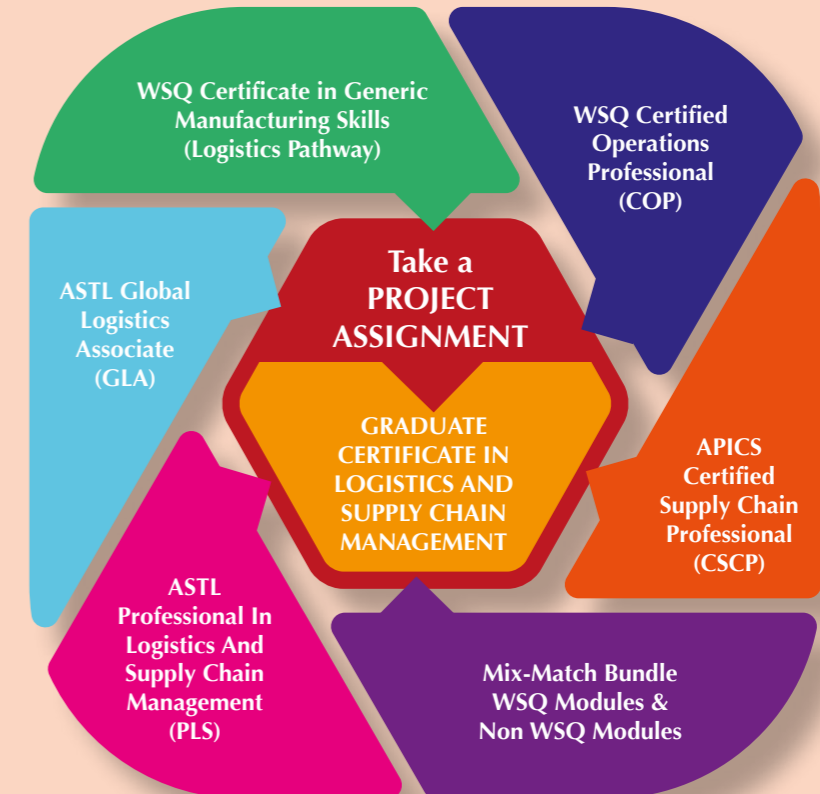 WSQ Certificate in Generic
Manufacturing Skills
(Logistics Pathway)
WSQ Certified
Operations
Professional
(COP)
ASTL Global
Logistics
Associate
(GLA)
Take a
PROJECT
ASSIGNMENT
GRADUATE
CERTIFICATE IN
LOGISTICS AND
SUPPLY CHAIN
MANAGEMENT
APICS
Certified
Supply Chain
Professional
(CSCP)
ASTL
Professional In
Logistics And
Supply Chain
Management
(PLS)
Mix-Match Bundle
WSQ Modules &
Non WSQ Modules